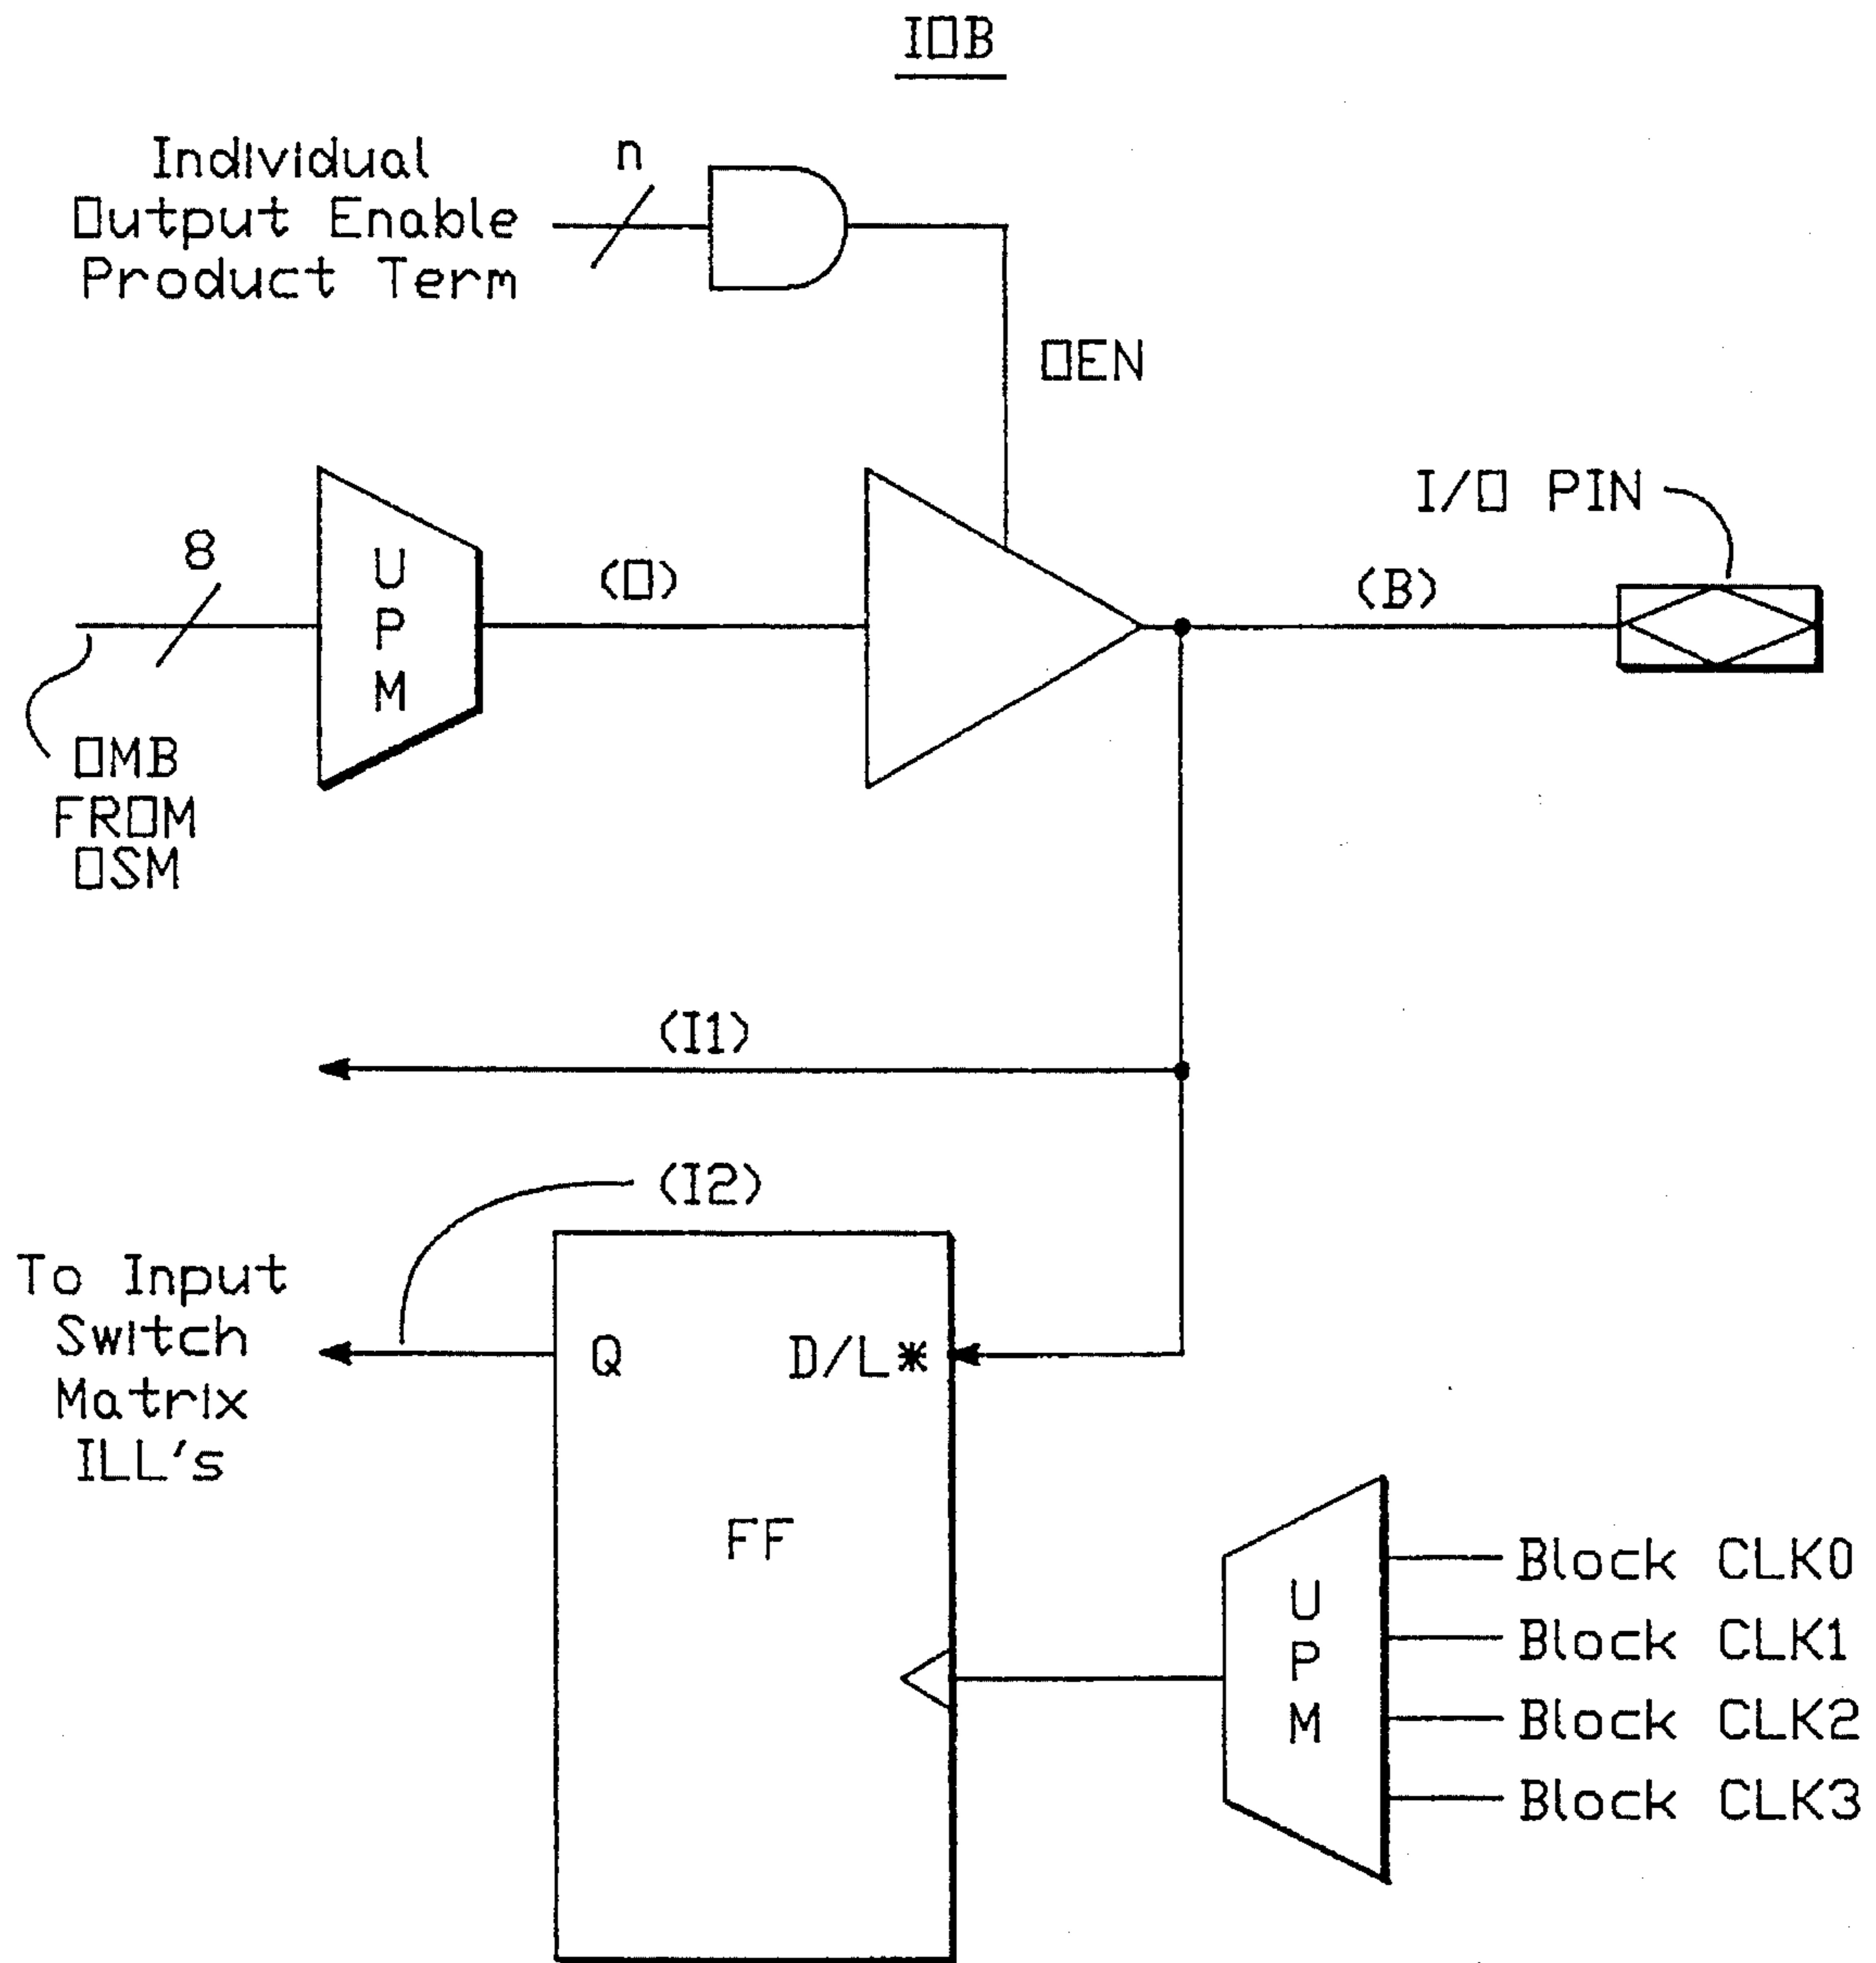 IOB
Individual
Output Enable
Product Term
n
OEN
I/O PIN
8
U
P
M
(O)
(B)
OMB
FROM
OSM
(I1)
(I2)
To Input
Switch
Matrix
ILL's
Q
D/L*
FF
U
P
M
Block CLK0
Block CLK1
Block CLK2
Block CLK3